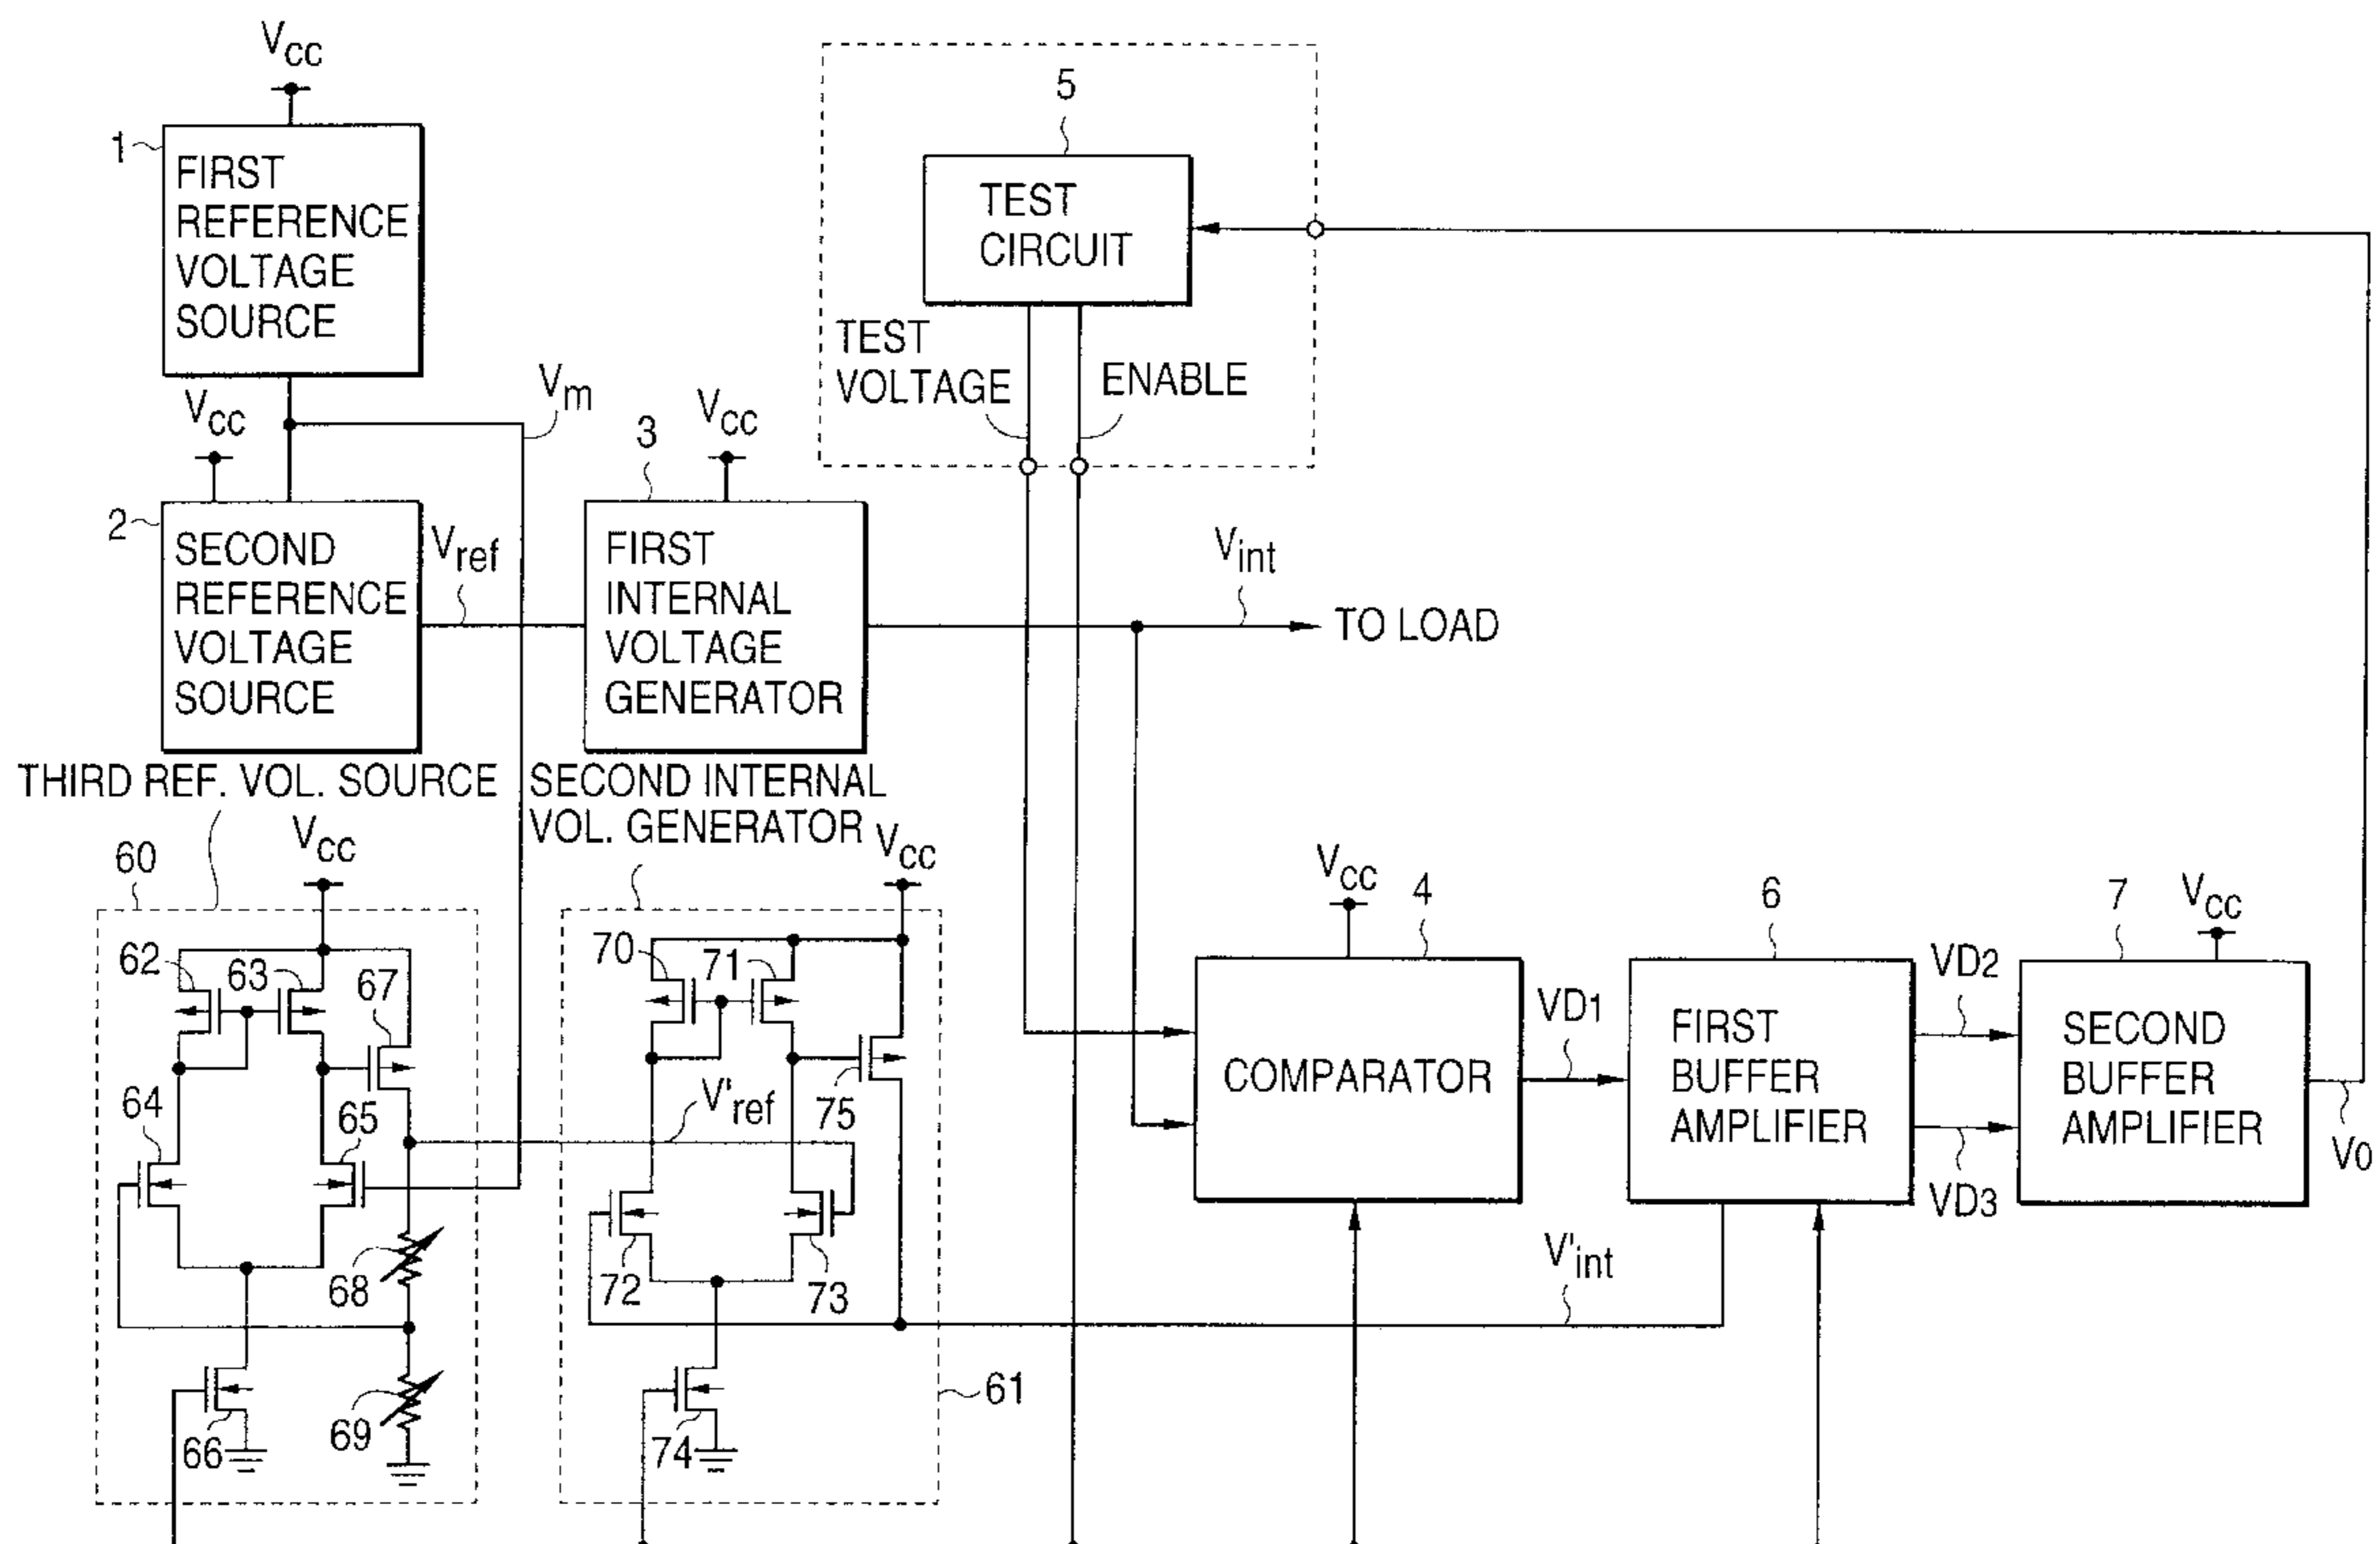 Vcc
1
FIRST
REFERENCE
VOLTAGE
SOURCE
5
TEST
CIRCUIT
TEST
VOLTAGE
ENABLE
Vcc
Vm
2
SECOND
REFERENCE
VOLTAGE
SOURCE
Vref
3
Vcc
FIRST
INTERNAL
VOLTAGE
GENERATOR
Vint
TO LOAD
THIRD REF. VOL. SOURCE
SECOND INTERNAL
VOL. GENERATOR
60
Vcc
62
63
67
64
65
68
66
69
Vcc
70
71
V'ref
75
72
73
74
61
Vcc
4
COMPARATOR
VD1
6
FIRST
BUFFER
AMPLIFIER
VD2
VD3
7
Vcc
SECOND
BUFFER
AMPLIFIER
V0
V'int